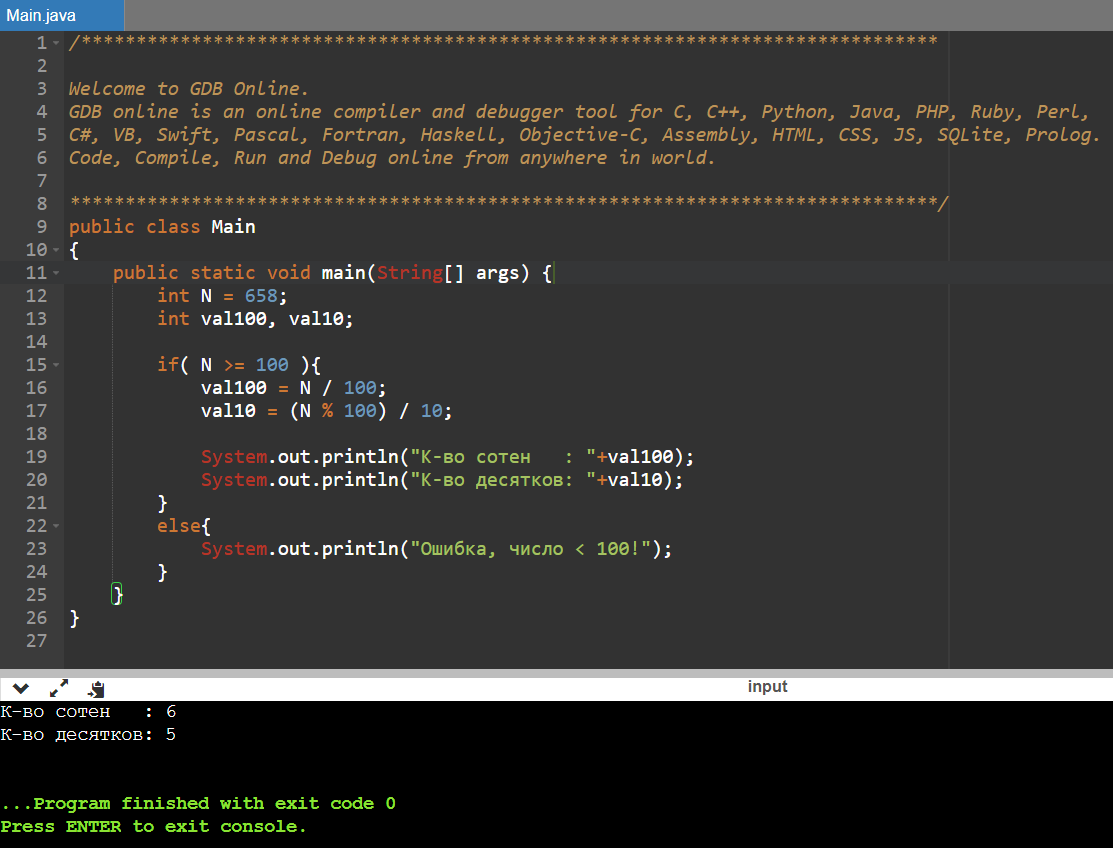 Main.java
1 /******************************************************************************
2
3 Welcome to GDB Online.
4 GDB online is an online compiler and debugger tool for C, C++, Python, Java, PHP, Ruby, Perl,
5 C#, VB, Swift, Pascal, Fortran, Haskell, Objective-C, Assembly, HTML, CSS, JS, SQLite, Prolog.
6 Code, Compile, Run and Debug online from anywhere in world.
7
8 *******************************************************************************/
9 public class Main
10 {
11     public static void main(String[] args) {
12         int N = 658;
13         int val100, val10;
14
15         if( N >= 100 ){
16             val100 = N / 100;
17             val10 = (N % 100) / 10;
18
19             System.out.println("К-во сотен   : "+val100);
20             System.out.println("К-во десятков: "+val10);
21         }
22         else{
23             System.out.println("Ошибка, число < 100!");
24         }
25     }
26 }
27
input
К-во сотен   : 6
К-во десятков: 5
...Program finished with exit code 0
Press ENTER to exit console.